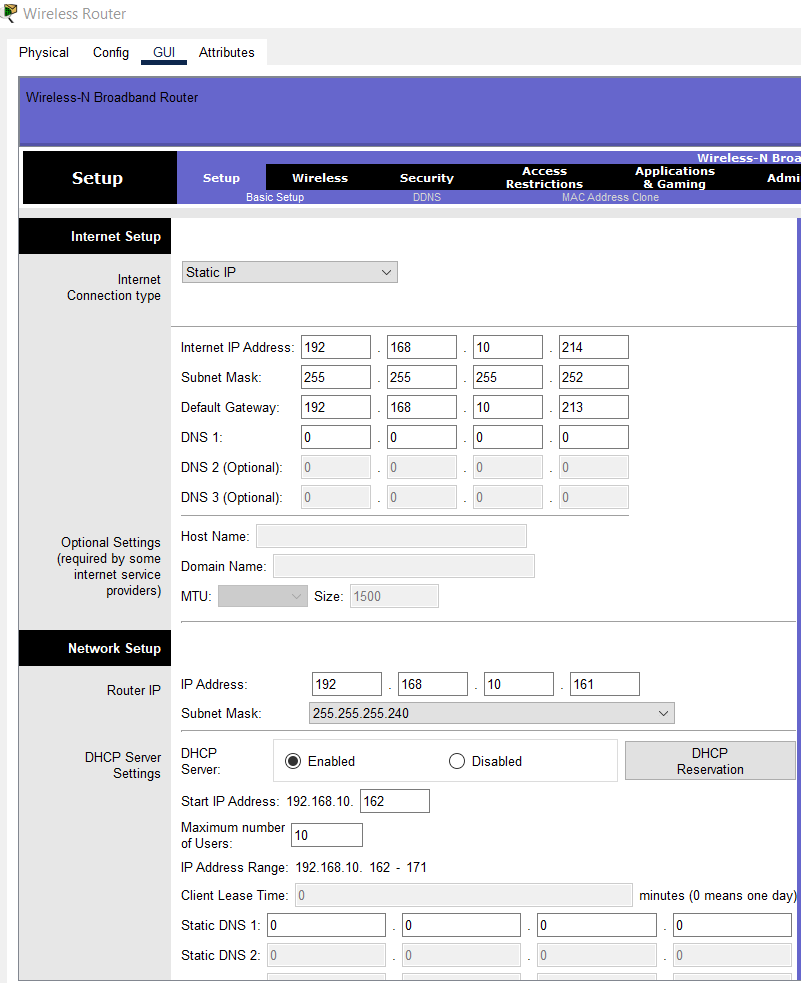 Wireless Router
Physical Config GUI Attributes
Wireless-N Broadband Router
Wireless-N Broa
Setup
Setup Wireless Security Access Restrictions Applications & Gaming Admi
Basic Setup DDNS MAC Address Clone
Internet Setup
Internet
Connection type
Static IP
Internet IP Address: 192 . 168 . 10 . 214
Subnet Mask: 255 . 255 . 255 . 252
Default Gateway: 192 . 168 . 10 . 213
DNS 1: 0 . 0 . 0 . 0
DNS 2 (Optional): 0 . 0 . 0 . 0
DNS 3 (Optional): 0 . 0 . 0 . 0
Optional Settings
(required by some
internet service
providers)
Host Name:
Domain Name:
MTU: Size: 1500
Network Setup
Router IP
IP Address: 192 . 168 . 10 . 161
Subnet Mask: 255.255.255.240
DHCP Server
Settings
DHCP
Server:
Enabled Disabled
DHCP
Reservation
Start IP Address: 192.168.10. 162
Maximum number
of Users:
10
IP Address Range: 192.168.10. 162 - 171
Client Lease Time: 0 minutes (0 means one day)
Static DNS 1: 0 . 0 . 0 . 0
Static DNS 2: 0 . 0 . 0 . 0